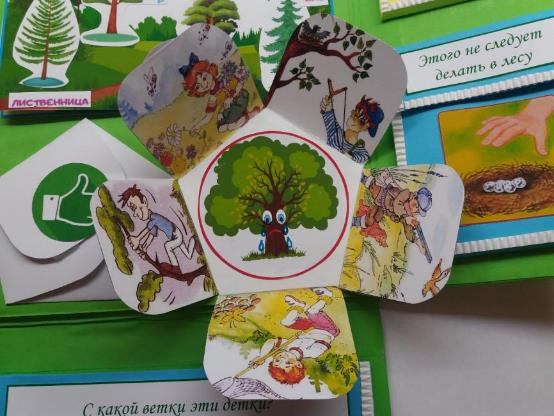 ЛИСТВЕННИЦА
Этого не следует
делать в лесу
С какой ветки эти детки?